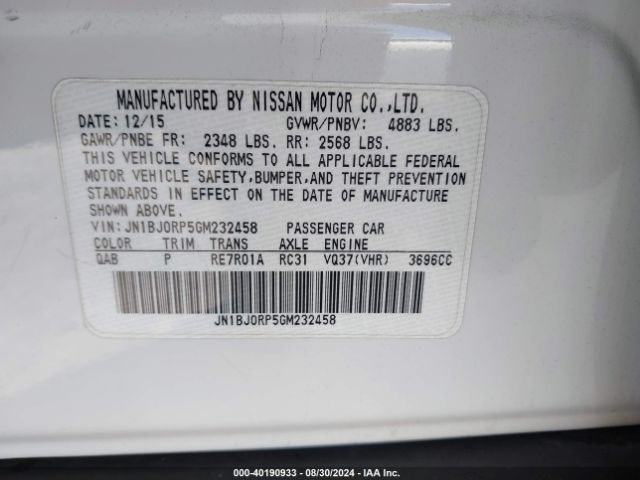 MANUFACTURED BY NISSAN MOTOR CO.,LTD.
DATE: 12/15 GVWR/PNBV: 4883 LBS.
GAWR/PNBE FR: 2348 LBS. RR: 2568 LBS.
THIS VEHICLE CONFORMS TO ALL APPLICABLE FEDERAL
MOTOR VEHICLE SAFETY,BUMPER,AND THEFT PREVENTION
STANDARDS IN EFFECT ON THE DATE OF MANUFACTURE
SHOWN ABOVE.
VIN:JN1BJ0RP5GM232458 PASSENGER CAR
COLOR TRIM TRANS AXLE ENGINE
QAB P RE7R01A RC31 VQ37(VHR) 3696CC
JN1BJ0RP5GM232458
000-40190933 - 08/30/2024 - IAA Inc.